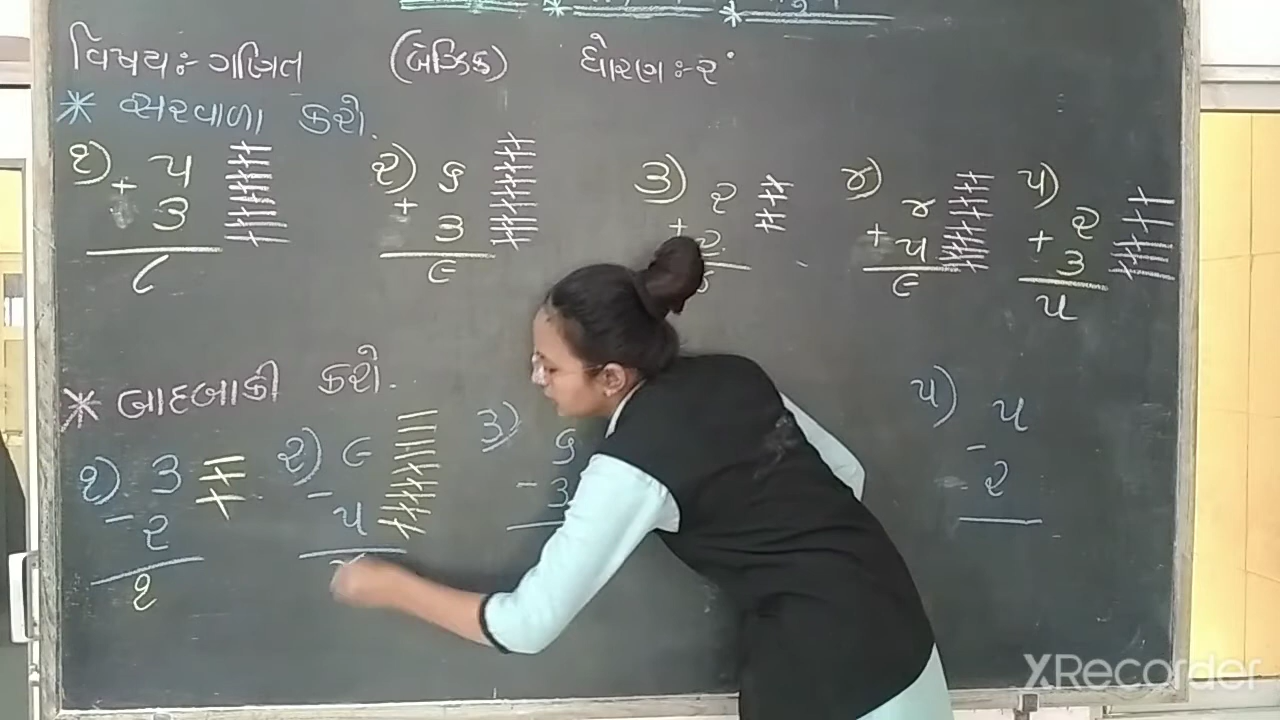 વિષય:- ગણિત (બેઝિક) ધોરણ:- ૨
* સરવાળા કરો.
૧) ૫ + ૩ ૮
૨) ૬ + ૩ ૯
૩) ૨ + ૨
૪) ૪ + ૫ ૯
૫) ૨ + ૩ ૫
* બાદબાકી કરો.
૧) ૩ - ૨ ૧
૨) ૯ - ૫
૩) ૬ - ૩
૫) ૫ - ૨
XRecorder